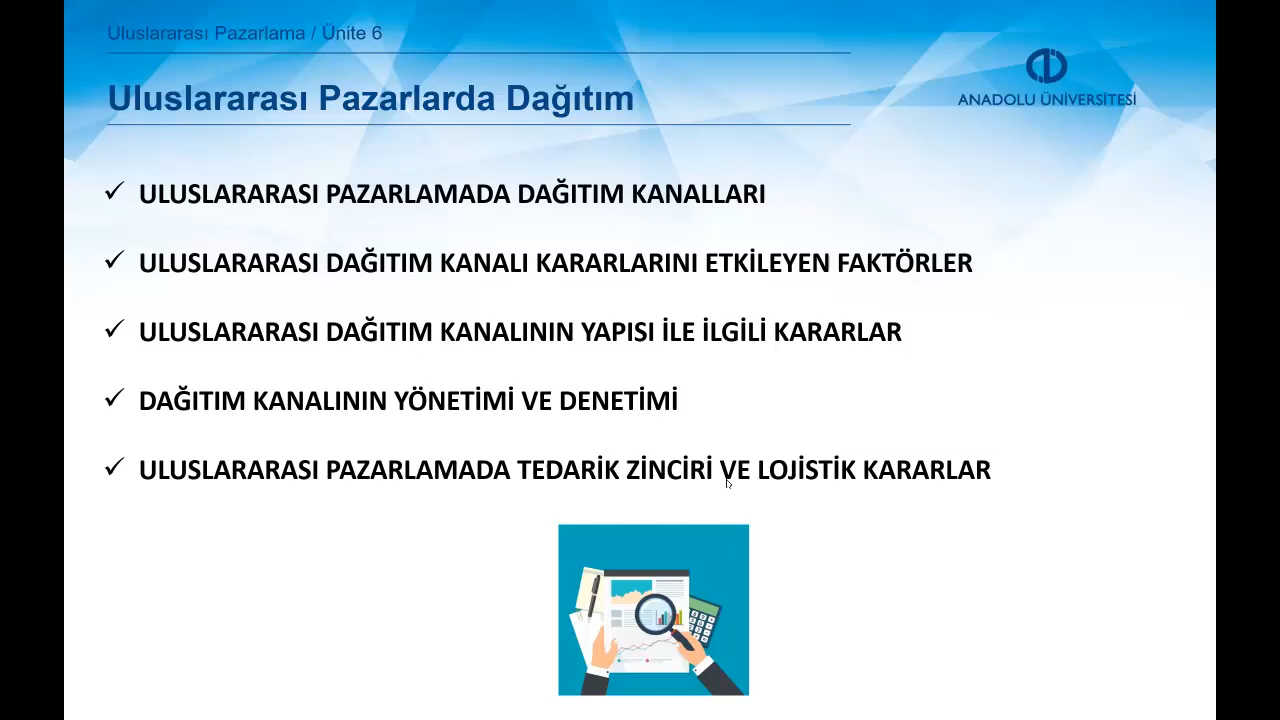 Uluslararası Pazarlama / Ünite 6
Uluslararası Pazarlarda Dağıtım
ANADOLU ÜNİVERSİTESİ
ULUSLARARASI PAZARLAMADA DAĞITIM KANALLARI
ULUSLARARASI DAĞITIM KANALI KARARLARINI ETKİLEYEN FAKTÖRLER
ULUSLARARASI DAĞITIM KANALININ YAPISI İLE İLGİLİ KARARLAR
DAĞITIM KANALININ YÖNETİMİ VE DENETİMİ
ULUSLARARASI PAZARLAMADA TEDARİK ZİNCİRİ VE LOJİSTİK KARARLAR